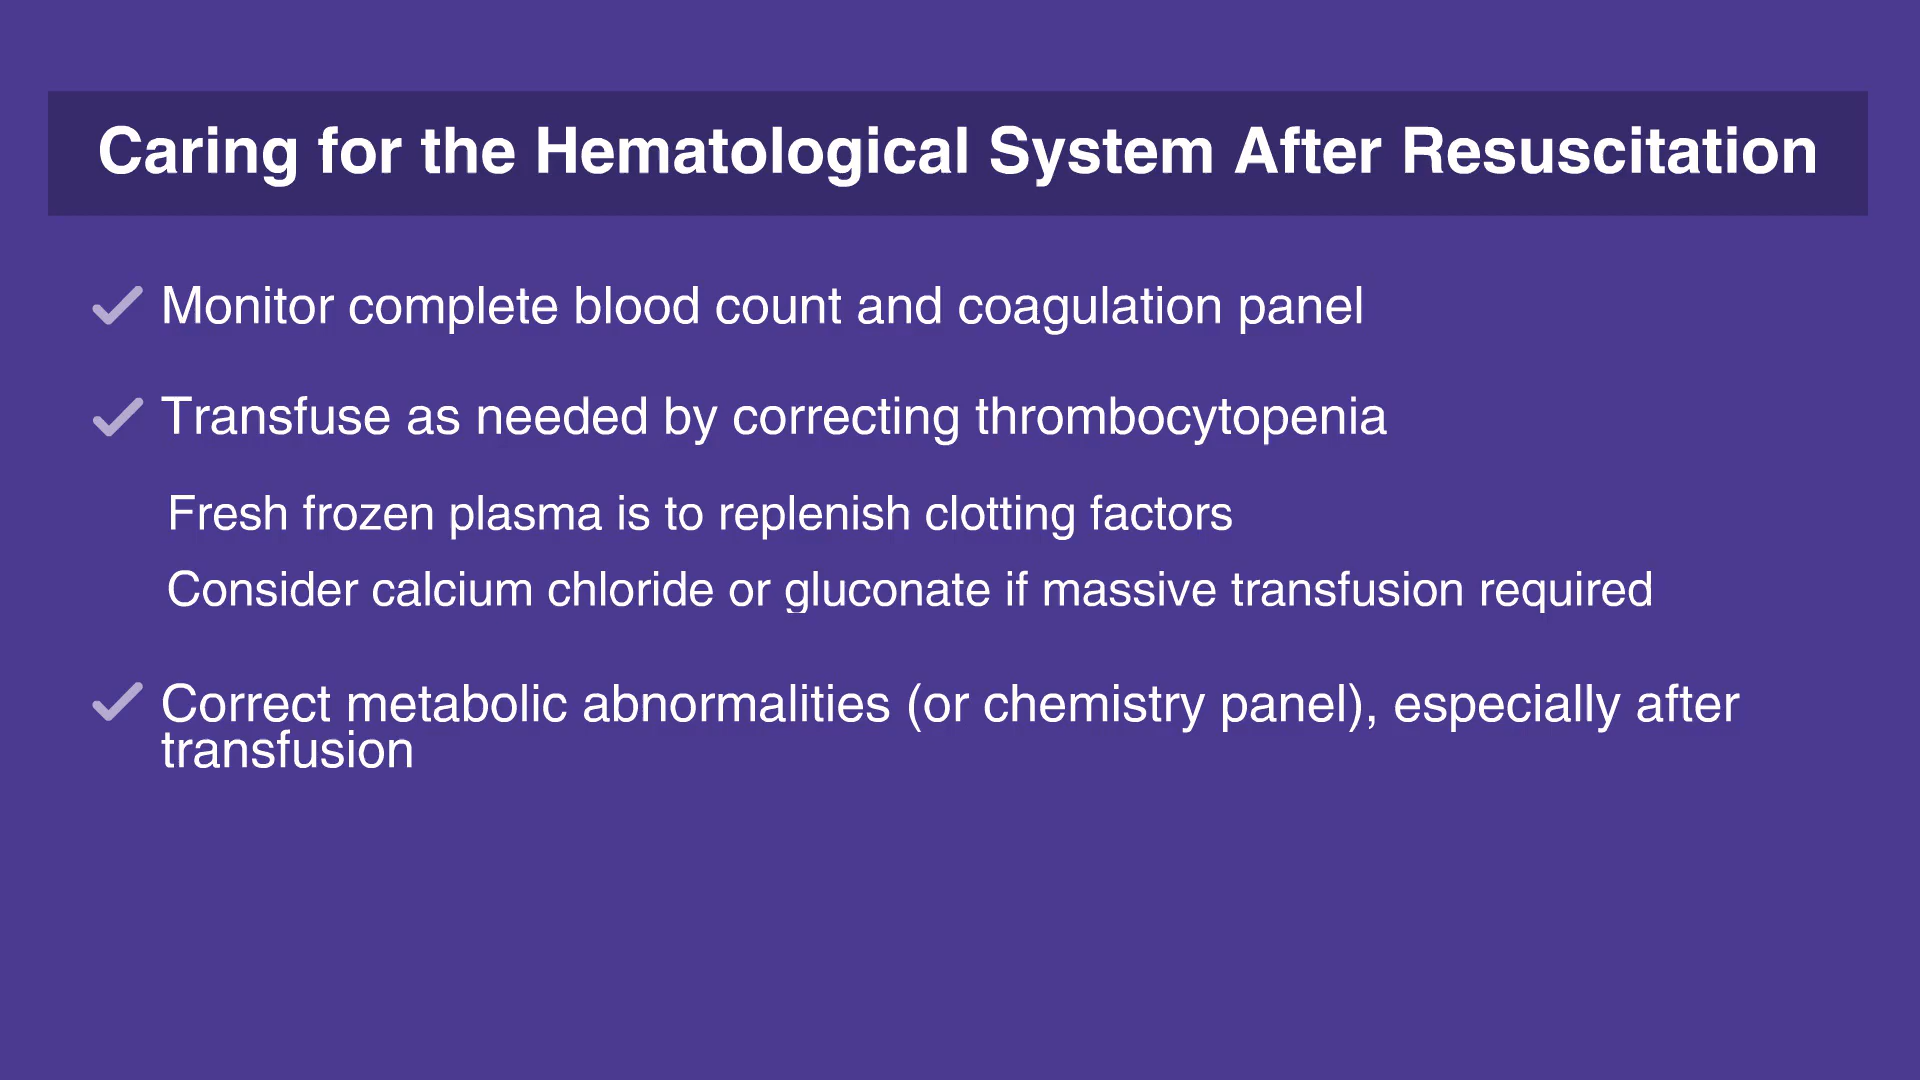 Caring for the Hematological System After Resuscitation
Monitor complete blood count and coagulation panel
Transfuse as needed by correcting thrombocytopenia
Fresh frozen plasma is to replenish clotting factors
Consider calcium chloride or gluconate if massive transfusion required
Correct metabolic abnormalities (or chemistry panel), especially after
transfusion